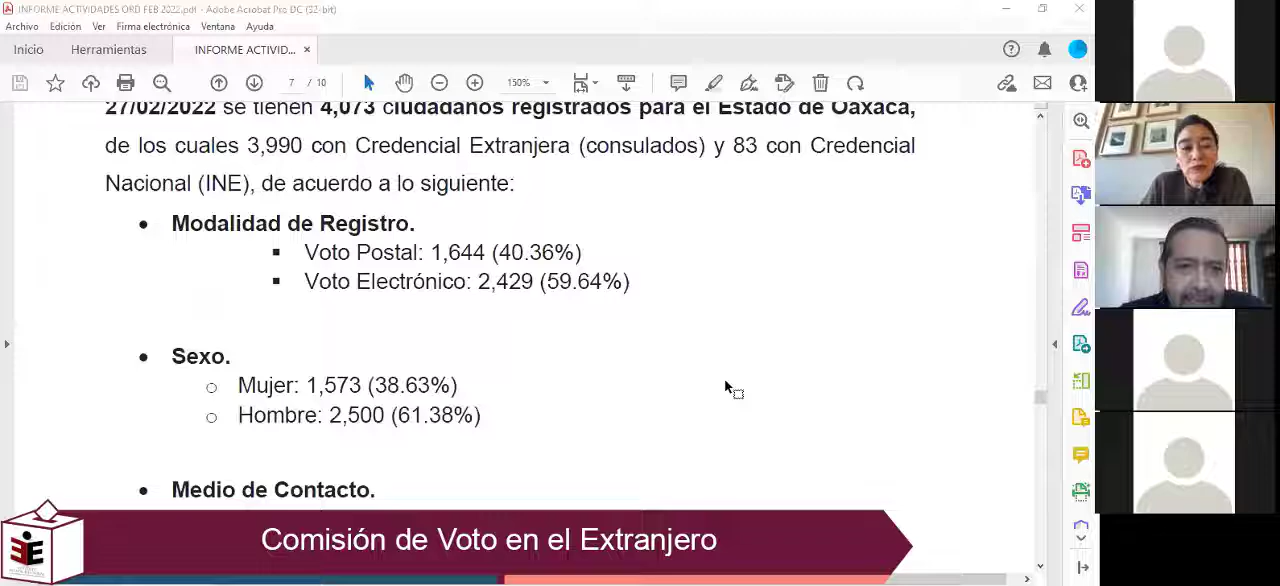 INFORME ACTIVIDADES ORD FEB 2022.pdf - Adobe Acrobat Pro DC (32-bit)
Archivo Edición Ver Firma electrónica Ventana Ayuda
Inicio Herramientas INFORME ACTIVID... ×
7 / 10 150%
27/02/2022 se tienen 4,073 ciudadanos registrados para el Estado de Oaxaca,
de los cuales 3,990 con Credencial Extranjera (consulados) y 83 con Credencial
Nacional (INE), de acuerdo a lo siguiente:
• Modalidad de Registro.
▪ Voto Postal: 1,644 (40.36%)
▪ Voto Electrónico: 2,429 (59.64%)
• Sexo.
○ Mujer: 1,573 (38.63%)
○ Hombre: 2,500 (61.38%)
• Medio de Contacto.
Comisión de Voto en el Extranjero